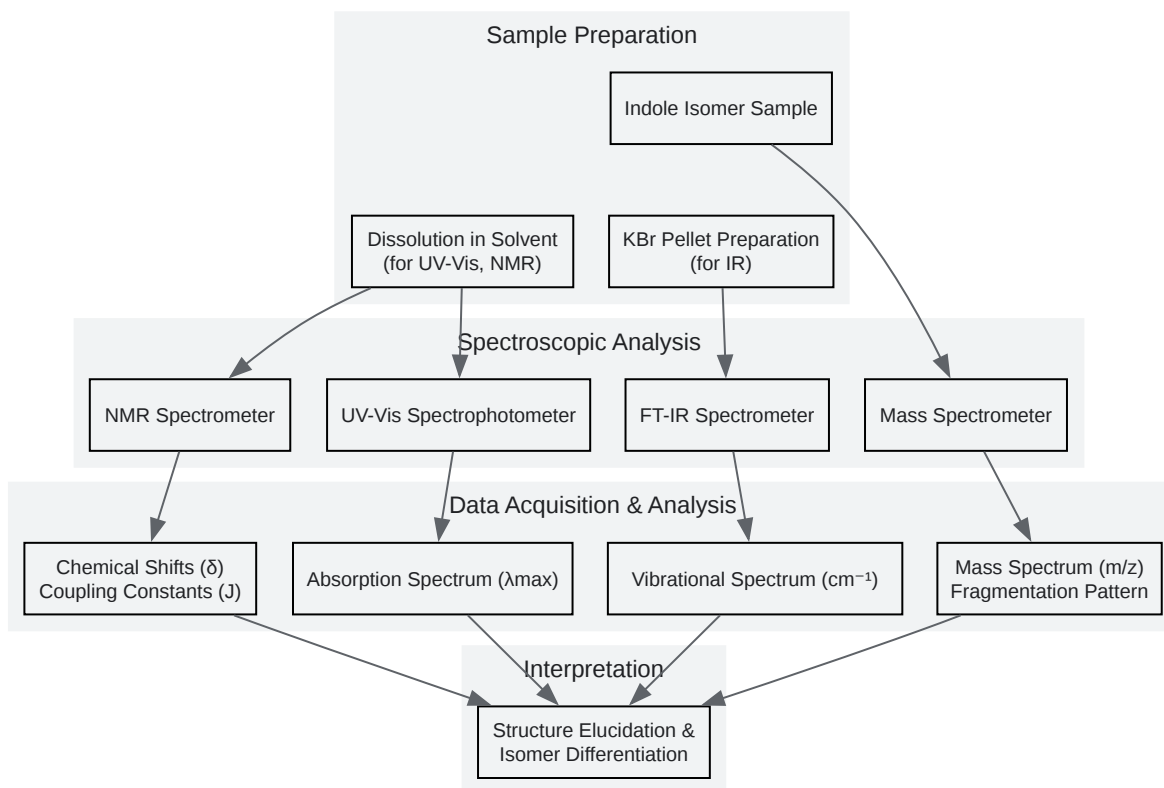 Sample Preparation
Indole Isomer Sample
Dissolution in Solvent
(for UV-Vis, NMR)
KBr Pellet Preparation
(for IR)
Spectroscopic Analysis
NMR Spectrometer
UV-Vis Spectrophotometer
FT-IR Spectrometer
Mass Spectrometer
Data Acquisition & Analysis
Chemical Shifts (δ)
Coupling Constants (J)
Absorption Spectrum (λmax)
Vibrational Spectrum (cm⁻¹)
Mass Spectrum (m/z)
Fragmentation Pattern
Interpretation
Structure Elucidation &
Isomer Differentiation